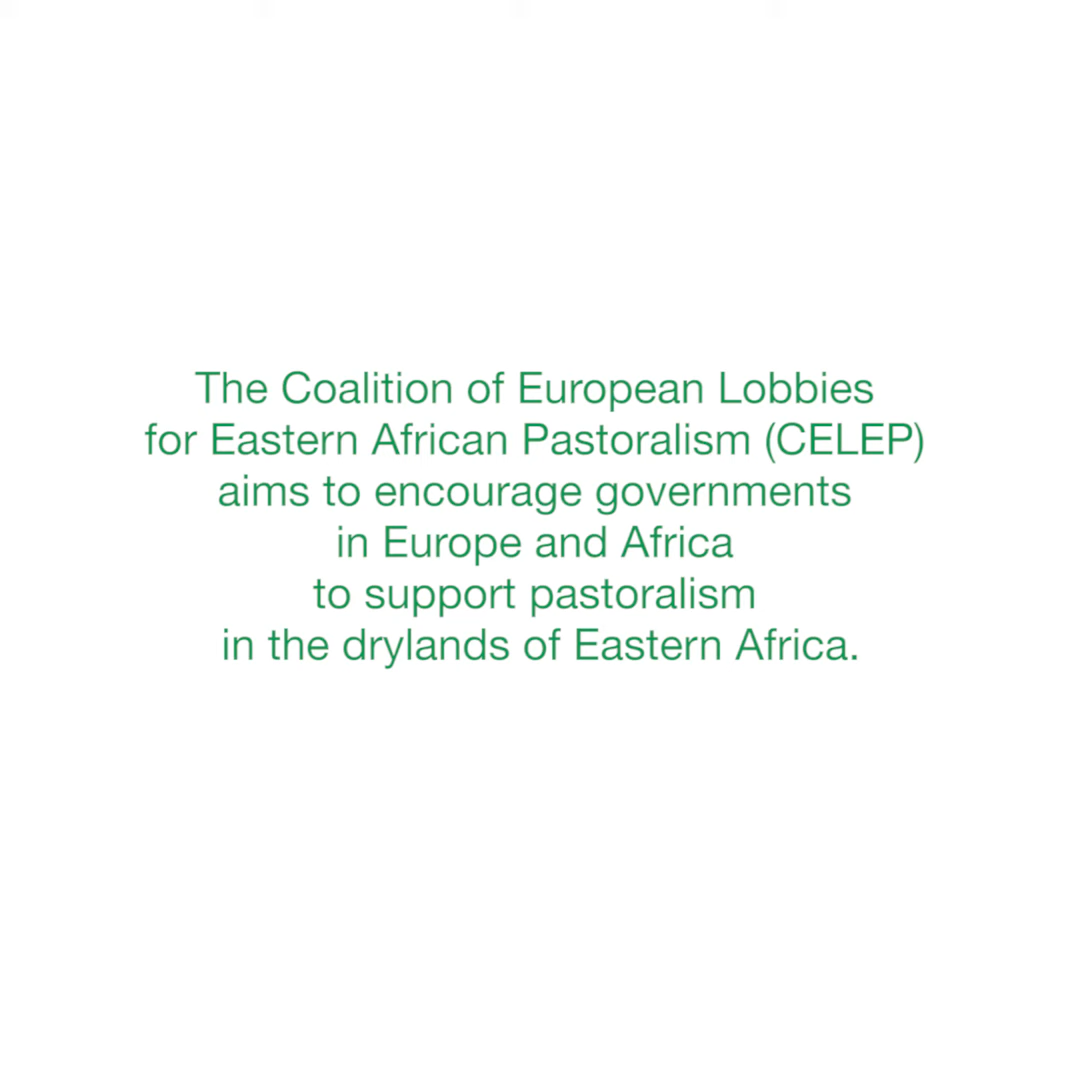 The Coalition of European Lobbies
for Eastern African Pastoralism (CELEP)
aims to encourage governments
in Europe and Africa
to support pastoralism
in the drylands of Eastern Africa.